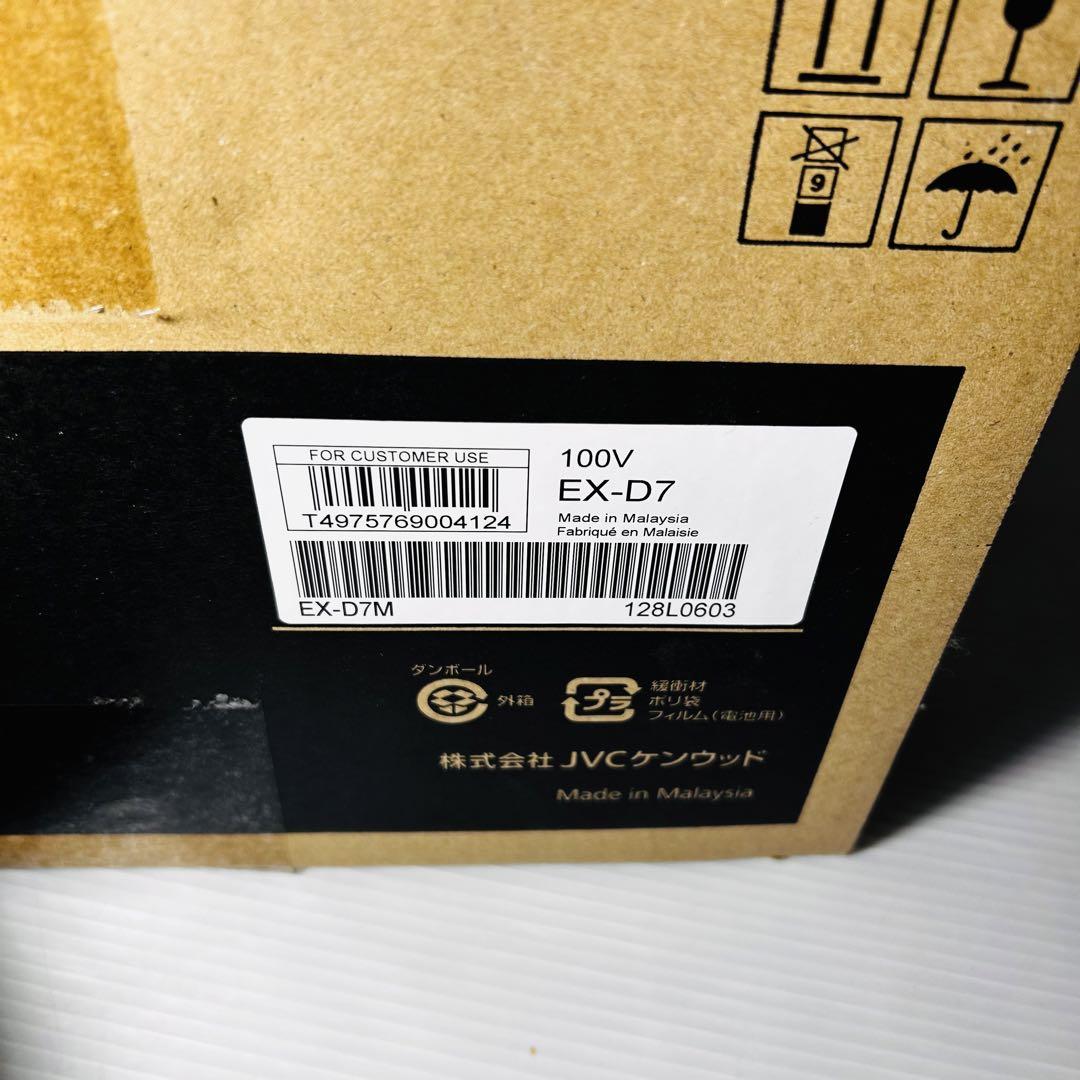 9
FOR CUSTOMER USE
T4975769004124
100V
EX-D7
Made in Malaysia
Fabriqué en Malaisie
EX-D7M
128L0603
ダンボール
外箱
プラ
緩衝材
ポリ袋
フィルム(電池用)
株式会社 JVCケンウッド
Made in Malaysia